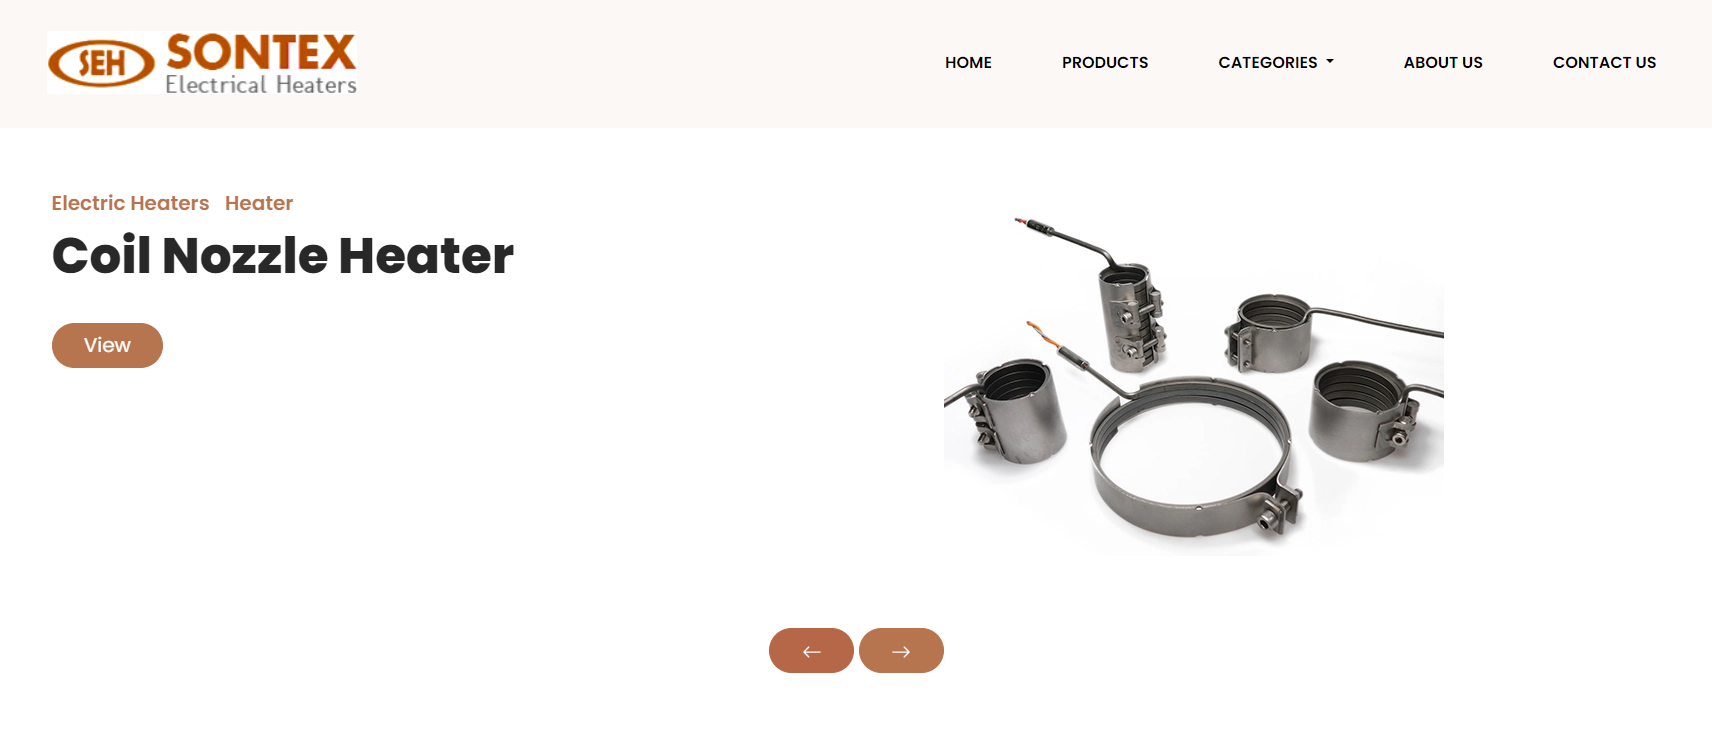 SEH SONTEX
Electrical Heaters
HOME PRODUCTS CATEGORIES ABOUT US CONTACT US
Electric Heaters Heater
Coil Nozzle Heater
View